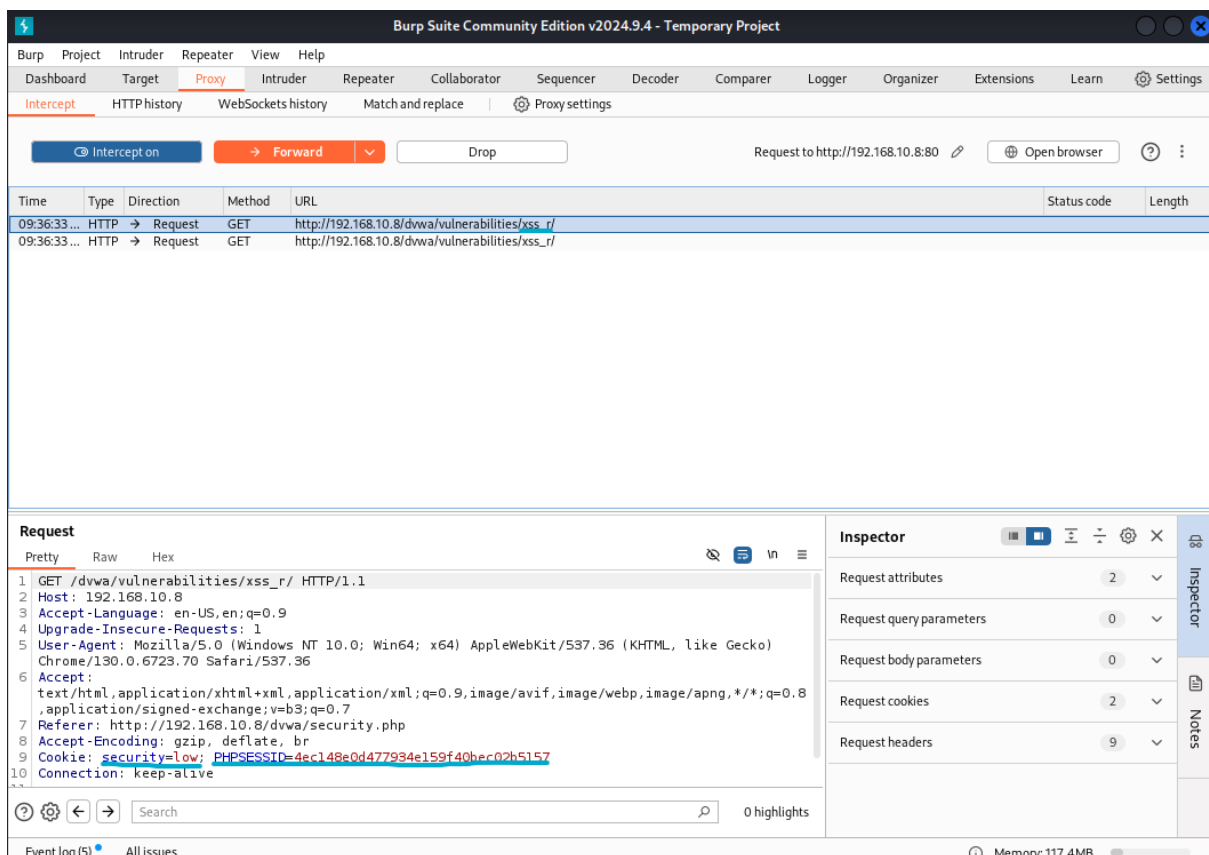 Burp Suite Community Edition v2024.9.4 - Temporary Project
Burp Project Intruder Repeater View Help
Dashboard Target Proxy Intruder Repeater Collaborator Sequencer Decoder Comparer Logger Organizer Extensions Learn Settings
Intercept HTTP history WebSockets history Match and replace Proxy settings
Intercept on Forward Drop Request to http://192.168.10.8:80 Open browser
Time Type Direction Method URL Status code Length
09:36:33... HTTP → Request GET http://192.168.10.8/dvwa/vulnerabilities/xss_r/
09:36:33... HTTP → Request GET http://192.168.10.8/dvwa/vulnerabilities/xss_r/
Request
Pretty Raw Hex
\n
1 GET /dvwa/vulnerabilities/xss_r/ HTTP/1.1
2 Host: 192.168.10.8
3 Accept-Language: en-US,en;q=0.9
4 Upgrade-Insecure-Requests: 1
5 User-Agent: Mozilla/5.0 (Windows NT 10.0; Win64; x64) AppleWebKit/537.36 (KHTML, like Gecko)
Chrome/130.0.6723.70 Safari/537.36
6 Accept:
text/html,application/xhtml+xml,application/xml;q=0.9,image/avif,image/webp,image/apng,*/*;q=0.8
,application/signed-exchange;v=b3;q=0.7
7 Referer: http://192.168.10.8/dvwa/security.php
8 Accept-Encoding: gzip, deflate, br
9 Cookie: security=low; PHPSESSID=4ec148e0d477934e159f40bec02b5157
10 Connection: keep-alive
Search 0 highlights
Inspector
Request attributes 2
Request query parameters 0
Request body parameters 0
Request cookies 2
Request headers 9
Inspector
Notes
Event log (5) All issues Memory: 117.4MB